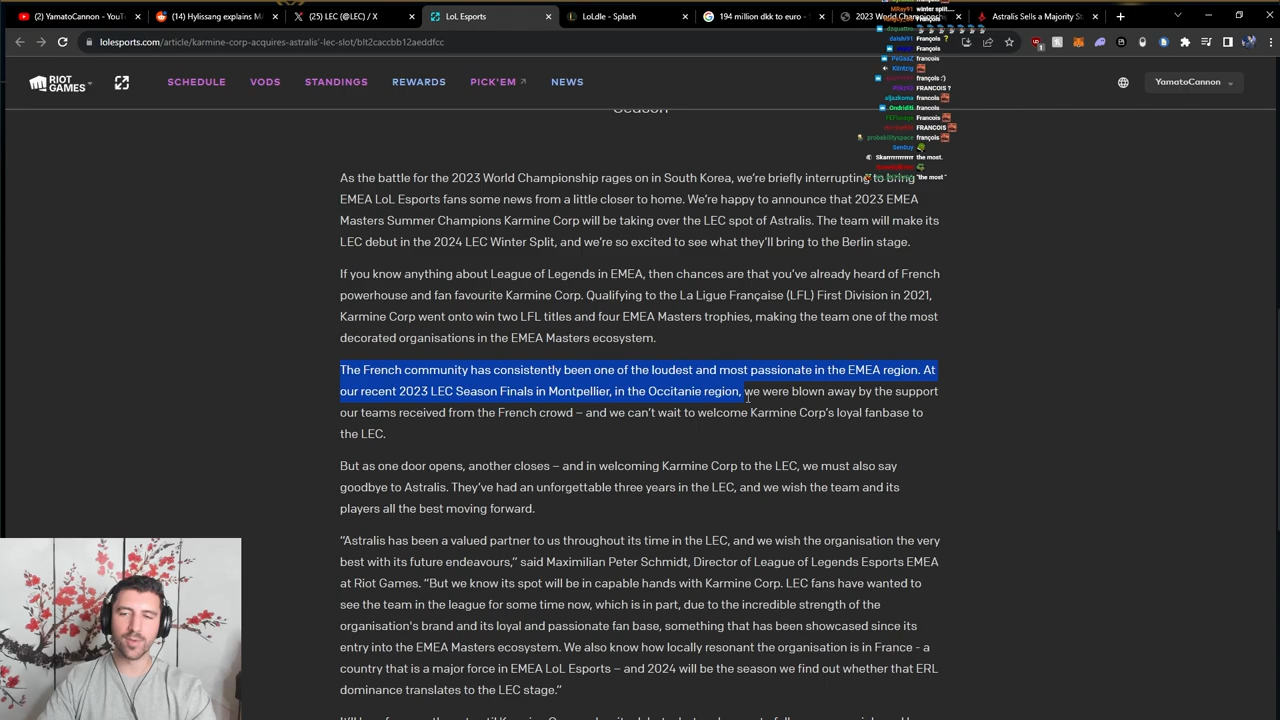 (2) YamatoCannon - YouT
(14) Hylissang explains M
(25) LEC (@LEC) / X
LoL Esports
LoLdle - Splash
194 million dkk to euro -
2023 World Championsh
Astralis Sells a Majority S
lolesports.com/article/karmine-corp-acquires-astralis'-lec-slot/blt2caccbb12aeddfcc
RIOT GAMES
SCHEDULE
VODS
STANDINGS
REWARDS
PICK'EM
NEWS
YamatoCannon
winter split....
François ?
François
francois
françois :)
FRANCOIS ?
francois
francois
Francois
FRANCOIS
probabilityspace françois
the most.
"the most "
Season
As the battle for the 2023 World Championship rages on in South Korea, we're briefly interrupting to bring
EMEA LoL Esports fans some news from a little closer to home. We're happy to announce that 2023 EMEA
Masters Summer Champions Karmine Corp will be taking over the LEC spot of Astralis. The team will make its
LEC debut in the 2024 LEC Winter Split, and we're so excited to see what they'll bring to the Berlin stage.
If you know anything about League of Legends in EMEA, then chances are that you've already heard of French
powerhouse and fan favourite Karmine Corp. Qualifying to the La Ligue Française (LFL) First Division in 2021,
Karmine Corp went onto win two LFL titles and four EMEA Masters trophies, making the team one of the most
decorated organisations in the EMEA Masters ecosystem.
The French community has consistently been one of the loudest and most passionate in the EMEA region. At
our recent 2023 LEC Season Finals in Montpellier, in the Occitanie region, we were blown away by the support
our teams received from the French crowd – and we can't wait to welcome Karmine Corp's loyal fanbase to
the LEC.
But as one door opens, another closes – and in welcoming Karmine Corp to the LEC, we must also say
goodbye to Astralis. They've had an unforgettable three years in the LEC, and we wish the team and its
players all the best moving forward.
"Astralis has been a valued partner to us throughout its time in the LEC, and we wish the organisation the very
best with its future endeavours," said Maximilian Peter Schmidt, Director of League of Legends Esports EMEA
at Riot Games. "But we know its spot will be in capable hands with Karmine Corp. LEC fans have wanted to
see the team in the league for some time now, which is in part, due to the incredible strength of the
organisation's brand and its loyal and passionate fan base, something that has been showcased since its
entry into the EMEA Masters ecosystem. We also know how locally resonant the organisation is in France - a
country that is a major force in EMEA LoL Esports – and 2024 will be the season we find out whether that ERL
dominance translates to the LEC stage."